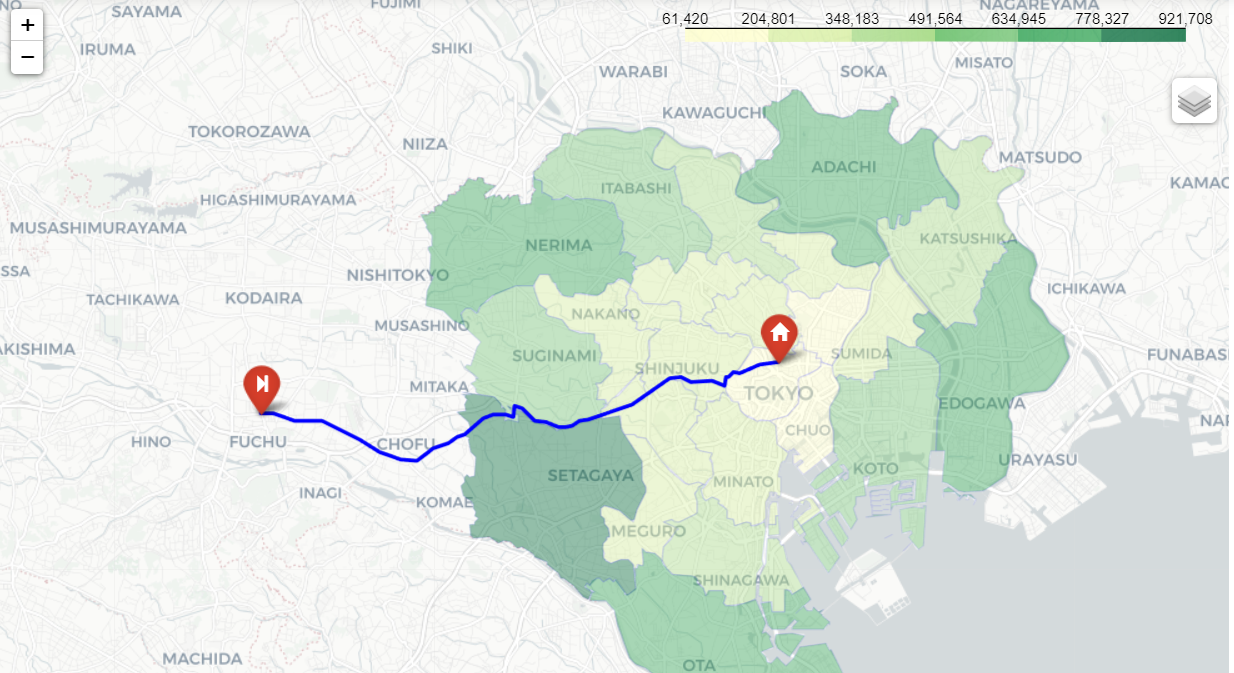 NO
SAYAMA
FUJIMI
NAGAREYAMA
61,420 204,801 348,183 491,564 634,945 778,327 921,708
+
−
IRUMA
SHIKI
WARABI
SOKA
MISATO
KAWAGUCHI
TOKOROZAWA
NIIZA
MATSUDO
ADACHI
KAMAG
ITABASHI
HIGASHIMURAYAMA
MUSASHIMURAYAMA
KATSUSHIKA
NERIMA
SSA
NISHITOKYO
ICHIKAWA
TACHIKAWA
KODAIRA
NAKANO
MUSASHINO
AKISHIMA
SUGINAMI
SUMIDA
FUNABAS
SHINJUKU
MITAKA
TOKYO
EDOGAWA
NAR
CHUO
HINO
FUCHU
CHOFU
URAYASU
KOTO
SETAGAYA
MINATO
INAGI
KOMAE
MEGURO
SHINAGAWA
MACHIDA
OTA